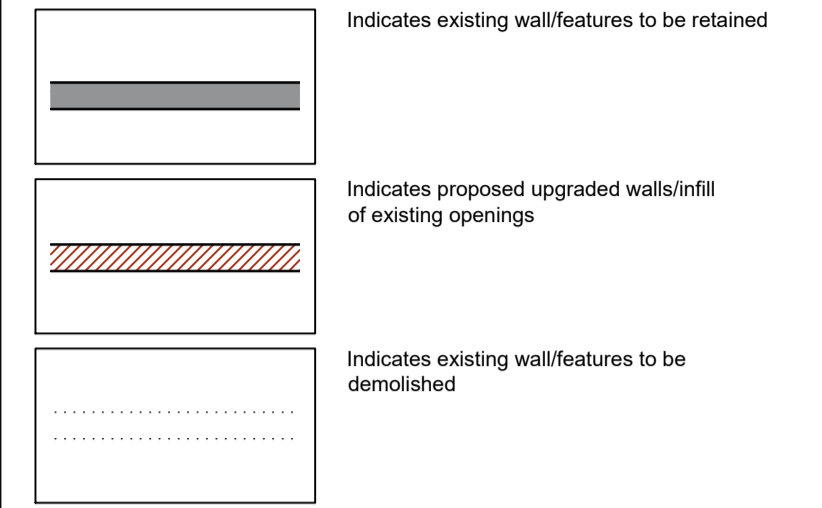 Indicates existing wall/features to be retained
Indicates proposed upgraded walls/infill
of existing openings
Indicates existing wall/features to be
demolished